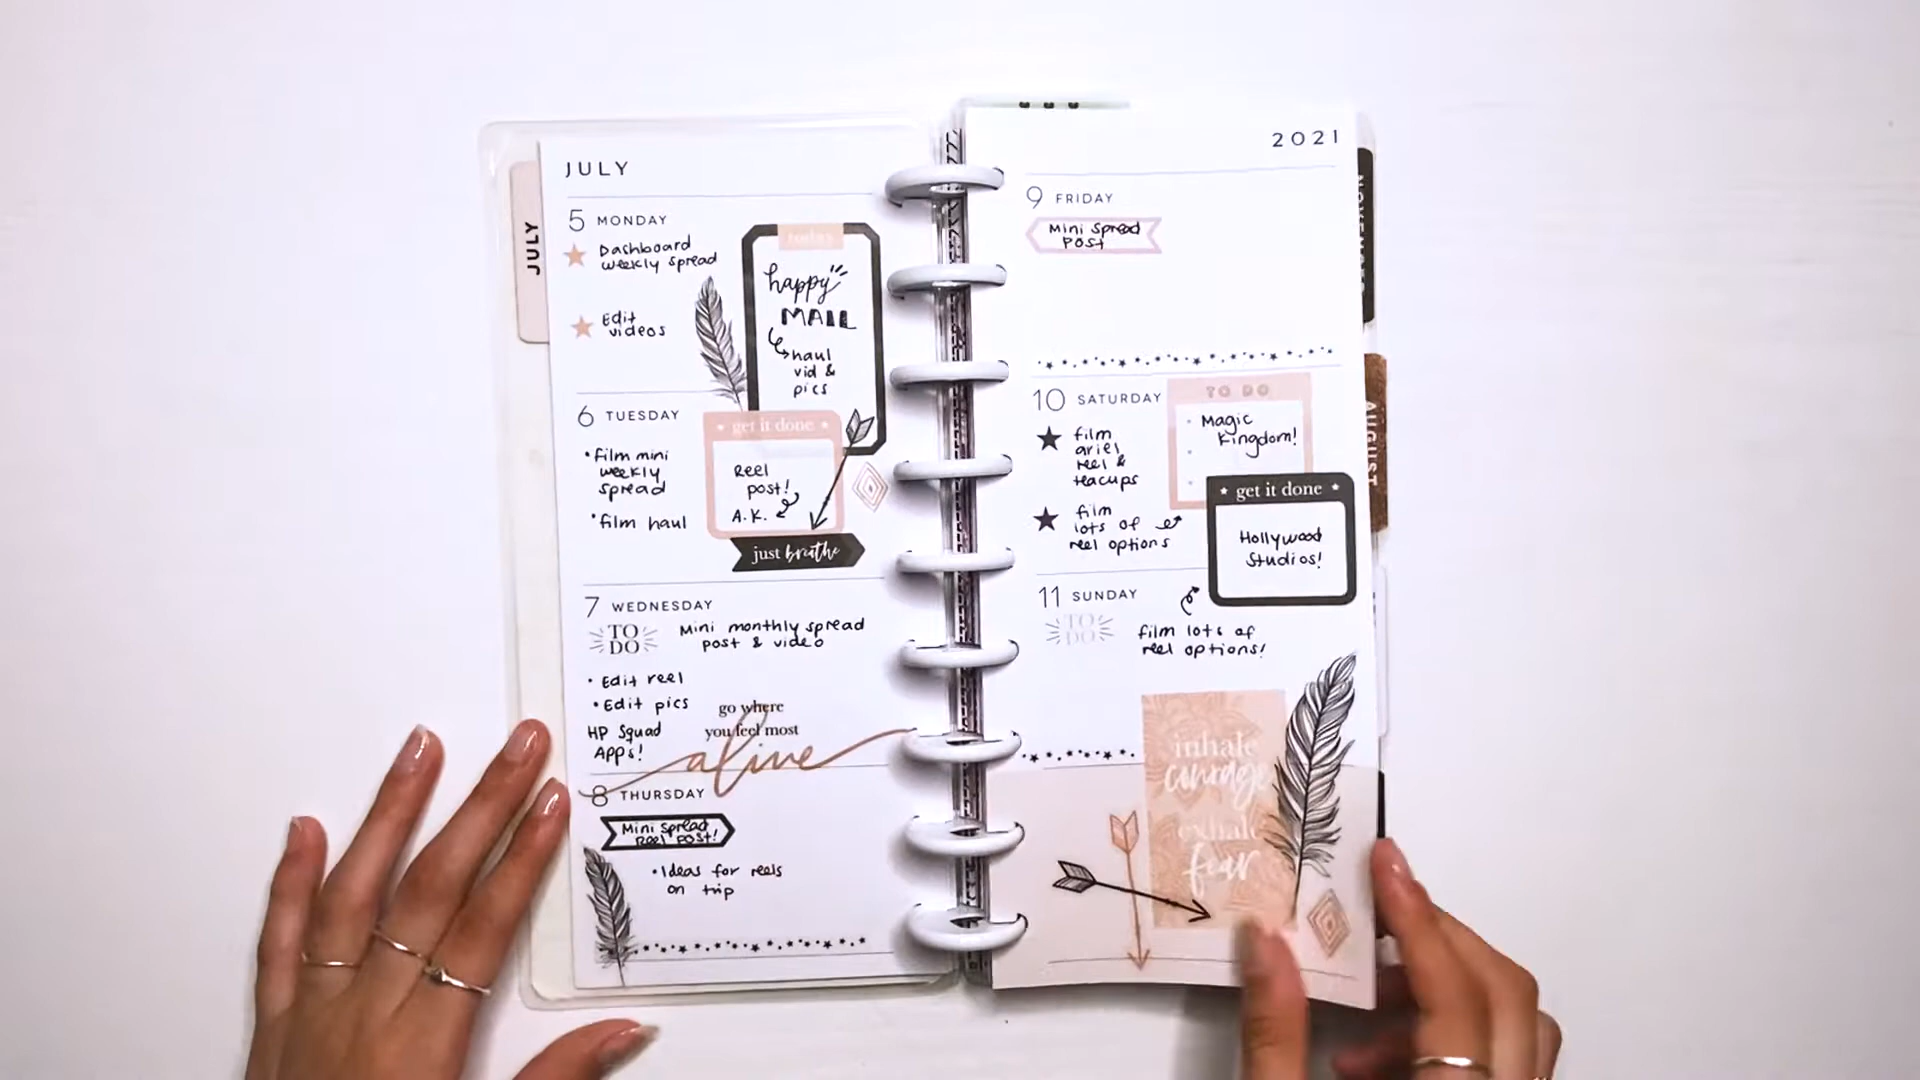 JULY
JULY
5 MONDAY
Dashboard
weekly spread
Edit
videos
today
happy
MAIL
haul
vid &
pics
6 TUESDAY
•film mini
weekly
spread
•film haul
get it done
Reel
post!
A.K.
just breathe
7 WEDNESDAY
TO
DO
Mini monthly spread
post & video
• Edit reel
• Edit pics
HP Squad
Apps!
go where
you feel most
alive
8 THURSDAY
Mini Spread
Reel Post!
•Ideas for reels
on trip
2021
9 FRIDAY
Mini Spread
Post
10 SATURDAY
film
ariel
reel &
teacups
film
lots of
reel options
TO DO
Magic
Kingdom!
get it done
Hollywood
Studios!
11 SUNDAY
TO
DO
film lots of
reel options!
inhale
courage
exhale
fear
NOVEMBER
AUGUST